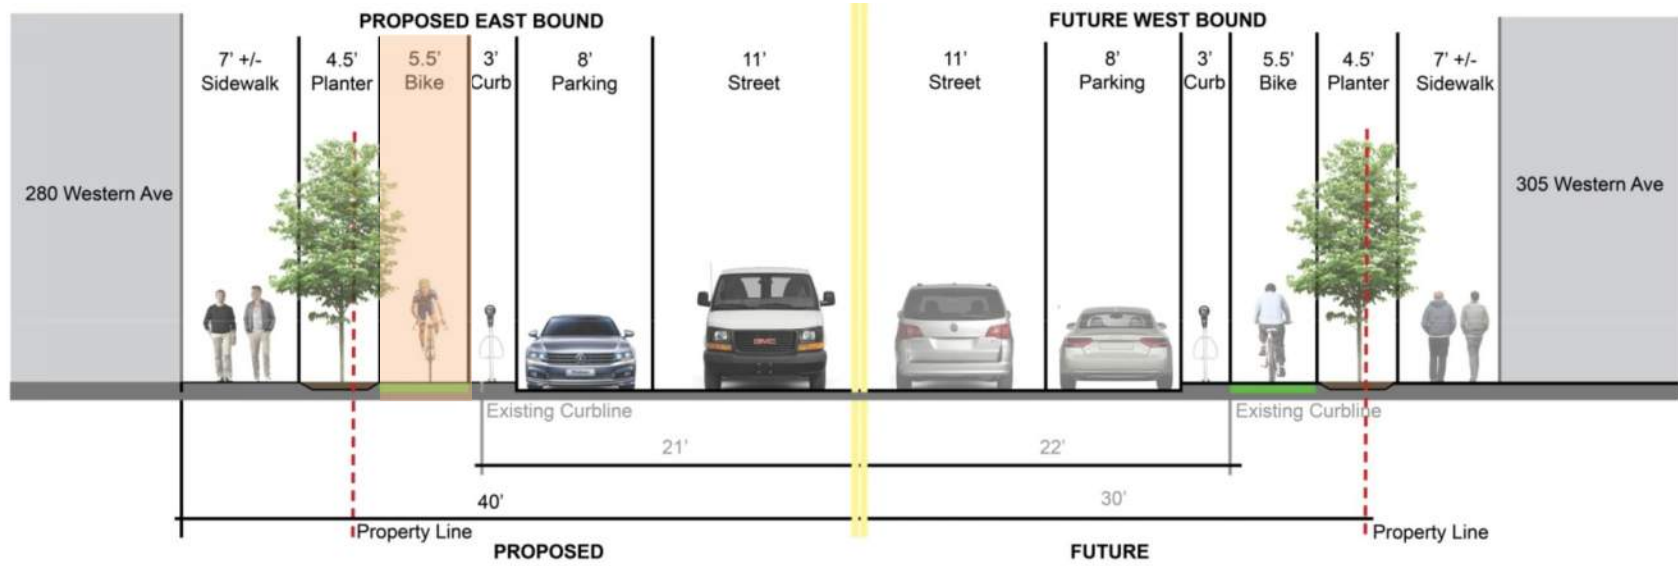 PROPOSED EAST BOUND
FUTURE WEST BOUND
7’ +/-
Sidewalk
4.5’
Planter
5.5’
Bike
3’
Curb
8’
Parking
11’
Street
11’
Street
8’
Parking
3’
Curb
5.5’
Bike
4.5’
Planter
7’ +/-
Sidewalk
280 Western Ave
305 Western Ave
GMC
Existing Curbline
Existing Curbline
21’
22’
40’
30’
Property Line
Property Line
PROPOSED
FUTURE